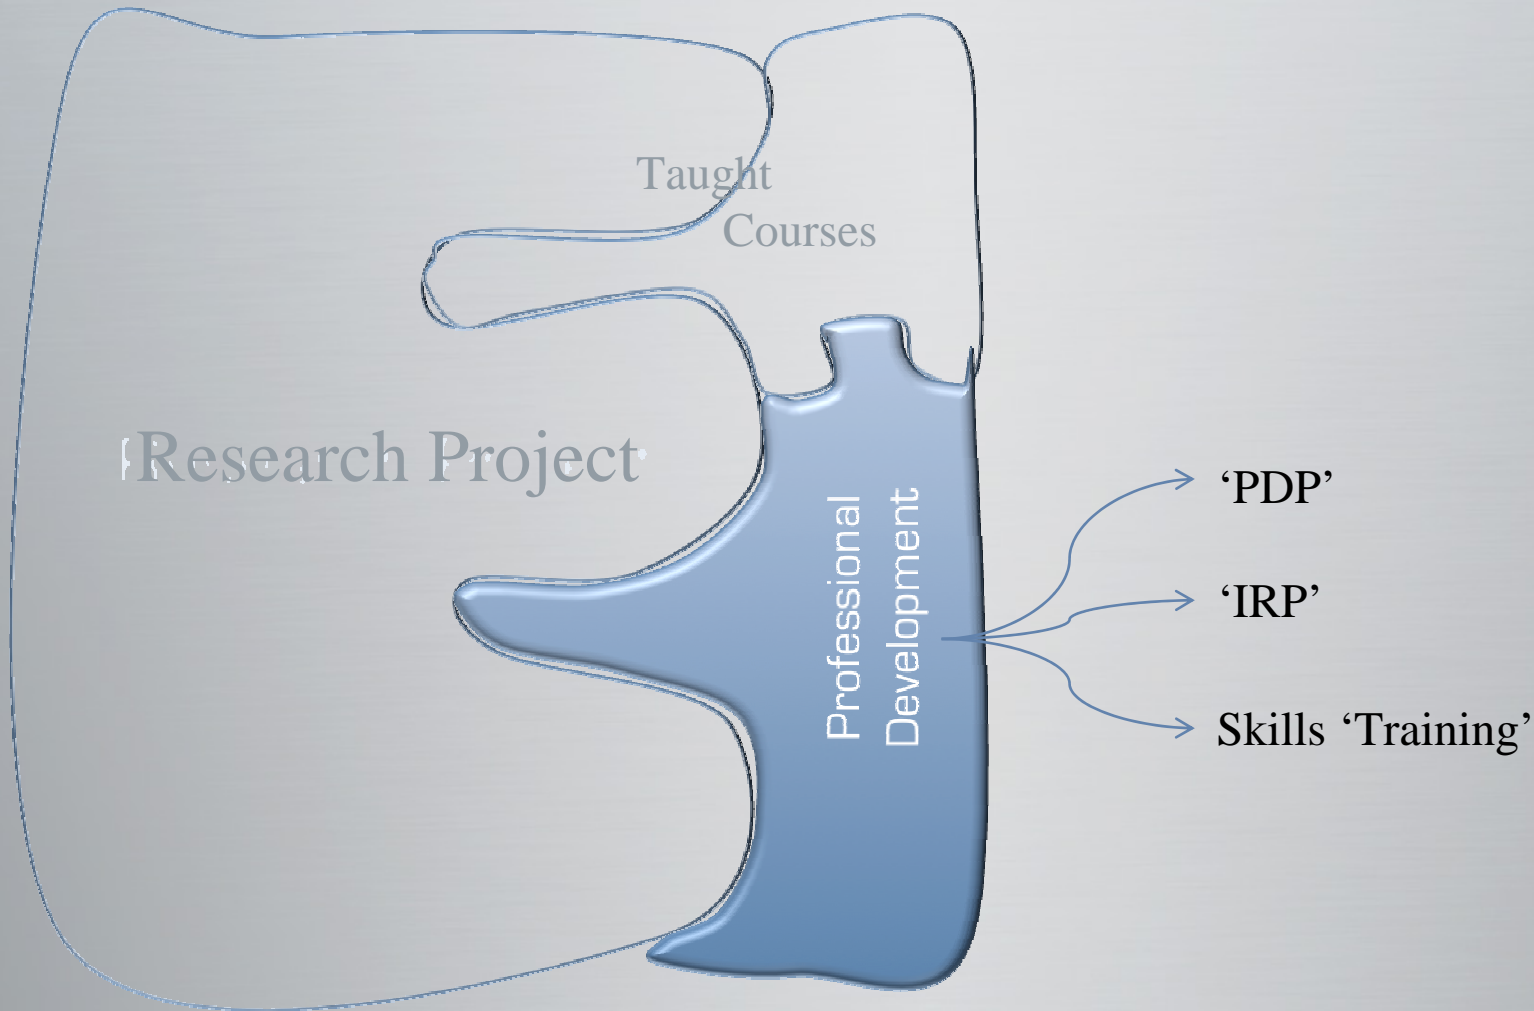 Taught
Courses
Research Project
Professional
Development
‘PDP’
‘IRP’
Skills ‘Training’